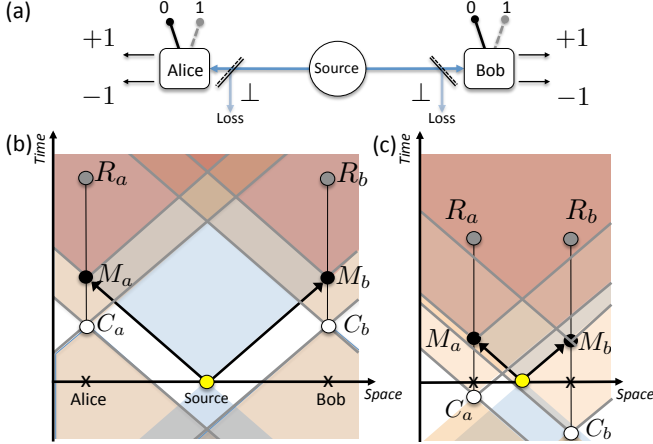 (a)
0 1 0 1
+1 Alice Source Bob +1
−1 ⊥ ⊥ −1
Loss Loss
(b) Time
R_a R_b
M_a M_b
C_a C_b
Alice Source Bob Space
(c) Time
R_a R_b
M_a M_b
Space
C_a
C_b